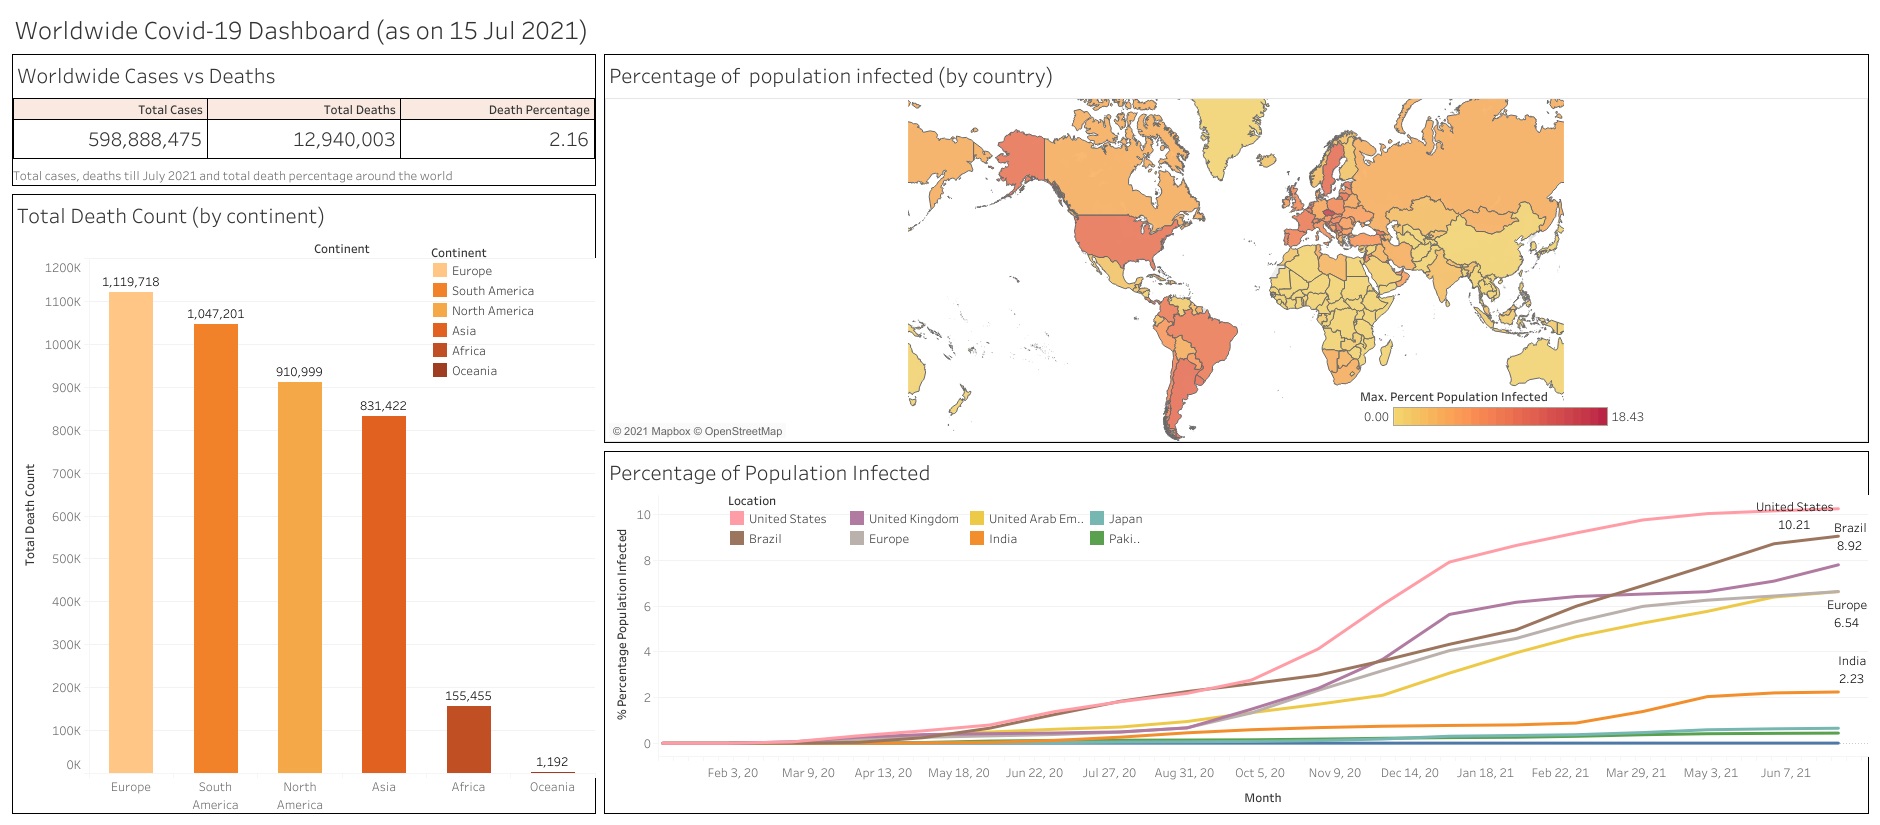 Worldwide Covid-19 Dashboard (as on 15 Jul 2021)
Worldwide Cases vs Deaths
Total Cases Total Deaths Death Percentage
598,888,475 12,940,003 2.16
Total cases, deaths till July 2021 and total death percentage around the world
Total Death Count (by continent)
Continent
Continent
Europe
South America
North America
Asia
Africa
Oceania
Total Death Count
1200K
1100K
1000K
900K
800K
700K
600K
500K
400K
300K
200K
100K
0K
1,119,718
1,047,201
910,999
831,422
155,455
1,192
Europe South America North America Asia Africa Oceania
Percentage of population infected (by country)
Max. Percent Population Infected
0.00 18.43
© 2021 Mapbox © OpenStreetMap
Percentage of Population Infected
Location
United States United Kingdom United Arab Em.. Japan
Brazil Europe India Paki..
% Percentage Population Infected
10
8
6
4
2
0
United States
10.21
Brazil
8.92
Europe
6.54
India
2.23
Feb 3, 20 Mar 9, 20 Apr 13, 20 May 18, 20 Jun 22, 20 Jul 27, 20 Aug 31, 20 Oct 5, 20 Nov 9, 20 Dec 14, 20 Jan 18, 21 Feb 22, 21 Mar 29, 21 May 3, 21 Jun 7, 21
Month